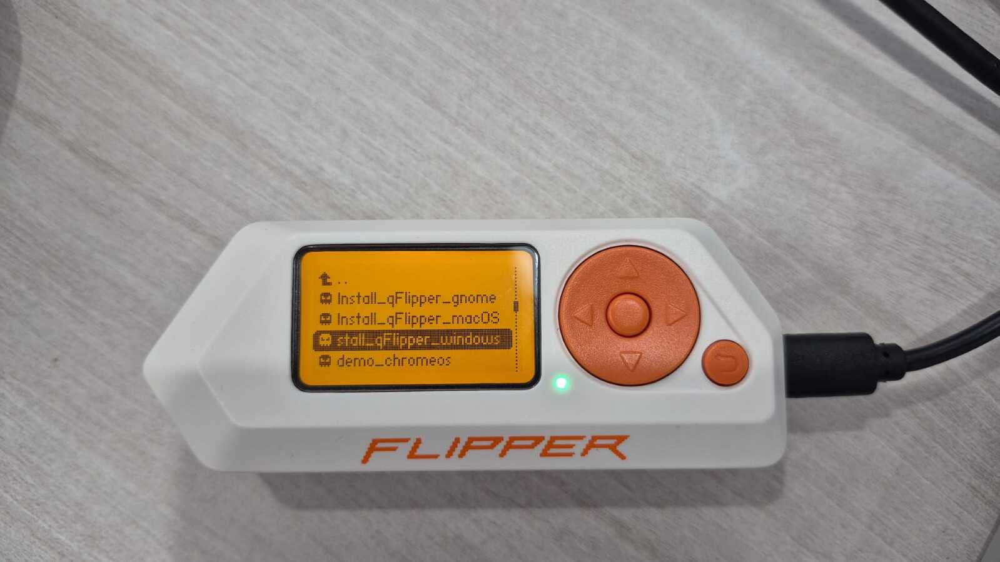 ..
Install_qFlipper_gnome
Install_qFlipper_macOS
stall_qFlipper_windows
demo_chromeos
FLIPPER